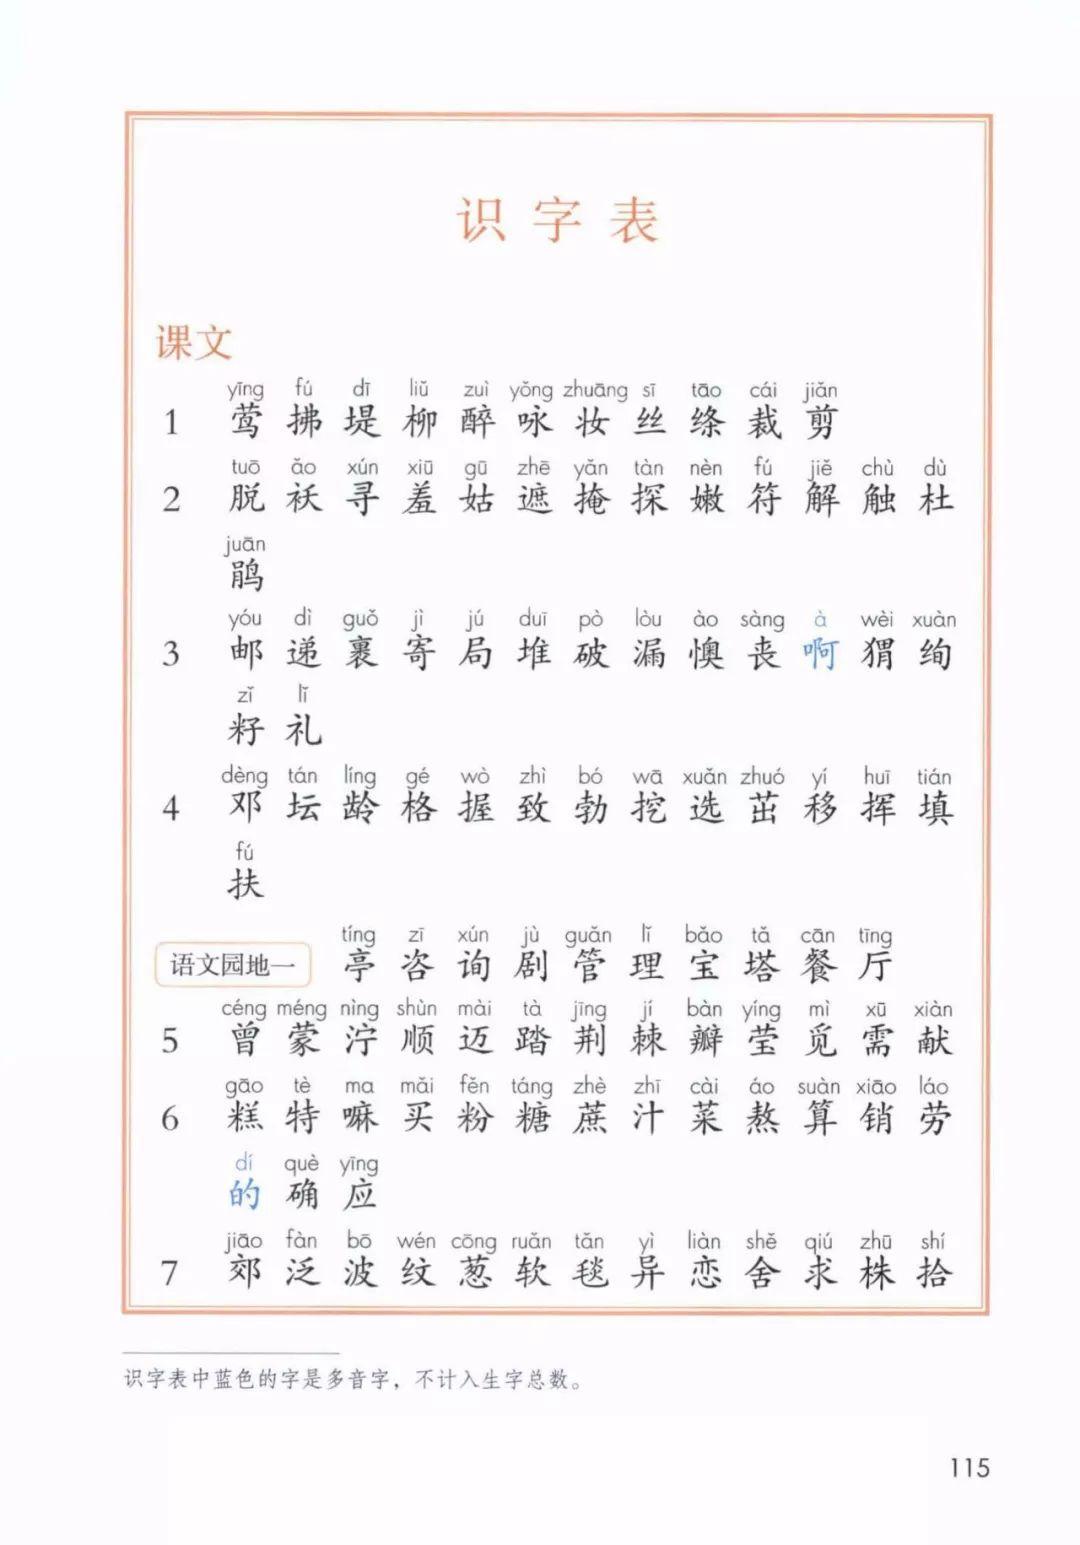 识字表
课文
yīng fú dī liǔ zuì yǒng zhuāng sī tāo cái jiǎn
1 莺 拂 堤 柳 醉 咏 妆 丝 绦 裁 剪
tuō ǎo xún xiū gū zhē yǎn tàn nèn fú jiě chù dù
2 脱 袄 寻 羞 姑 遮 掩 探 嫩 符 解 触 杜
juān
鹃
yóu dì guǒ jì jú duī pò lòu ào sàng à wèi xuàn
3 邮 递 裹 寄 局 堆 破 漏 懊 丧 啊 猬 绚
zǐ lǐ
籽 礼
dèng tán líng gé wò zhì bó wā xuǎn zhuó yí huī tián
4 邓 坛 龄 格 握 致 勃 挖 选 茁 移 挥 填
fú
扶
tíng zī xún jù guǎn lǐ bǎo tǎ cān tīng
语文园地一 亭 咨 询 剧 管 理 宝 塔 餐 厅
céng méng nìng shùn mài tà jīng jí bàn yíng mì xū xiàn
5 曾 蒙 泞 顺 迈 踏 荆 棘 瓣 莹 觅 需 献
gāo tè ma mǎi fěn táng zhè zhī cài áo suàn xiāo láo
6 糕 特 嘛 买 粉 糖 蔗 汁 菜 熬 算 销 劳
dí què yīng
的 确 应
jiāo fàn bō wén cōng ruǎn tǎn yì liàn shě qiú zhū shí
7 郊 泛 波 纹 葱 软 毯 异 恋 舍 求 株 拾
识字表中蓝色的字是多音字，不计入生字总数。
115